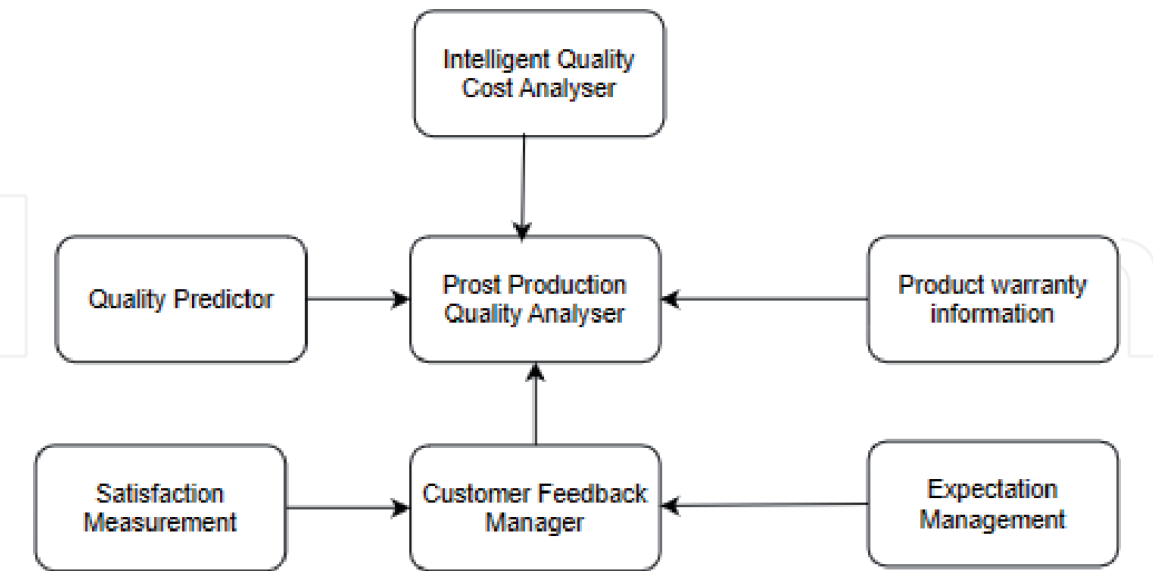 Intelligent Quality
Cost Analyser
Quality Predictor
Prost Production
Quality Analyser
Product warranty
information
Satisfaction
Measurement
Customer Feedback
Manager
Expectation
Management